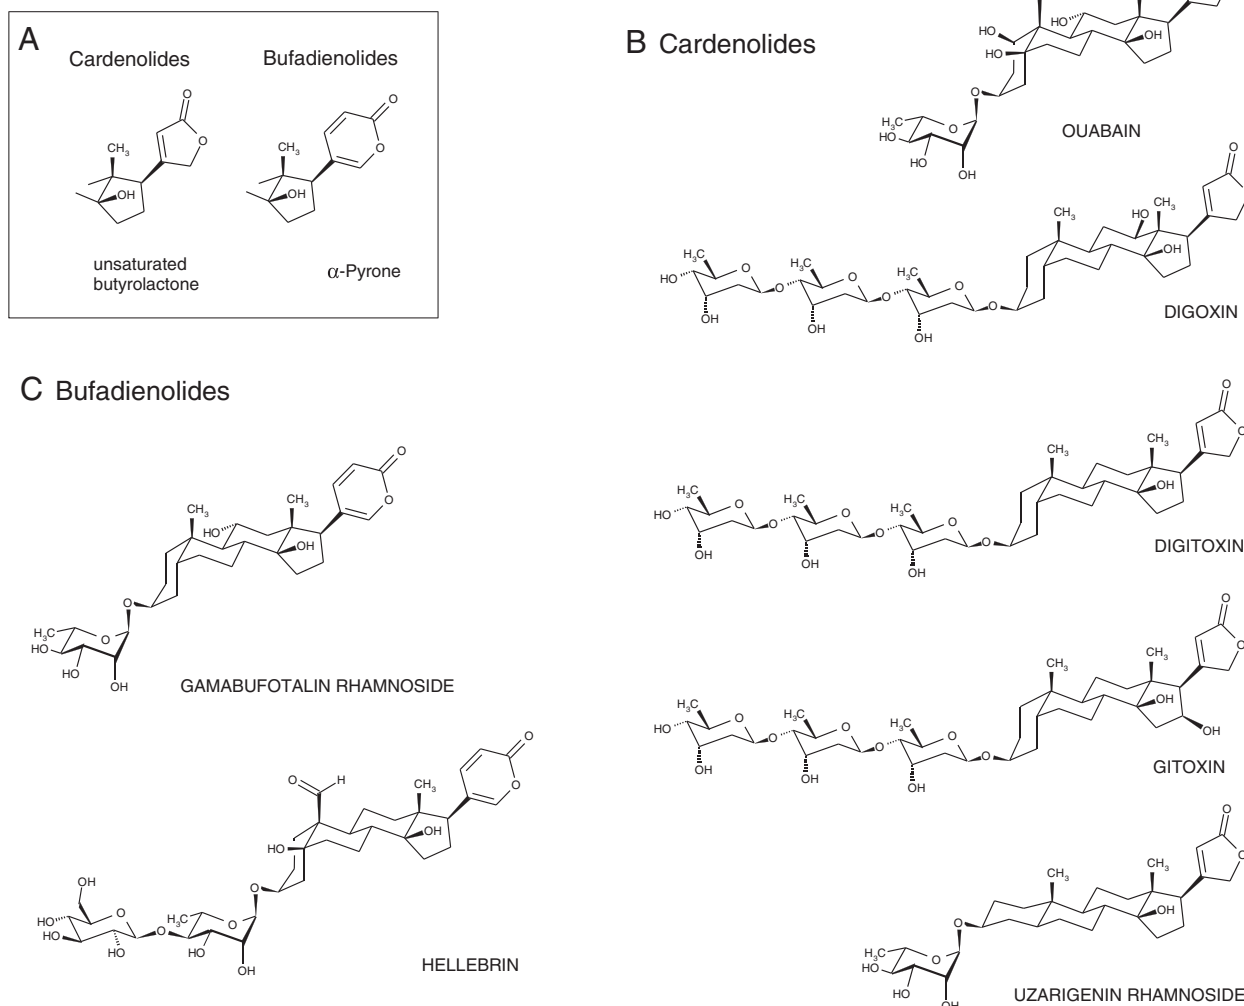 A
Cardenolides
Bufadienolides
O
O
O
O
CH3
CH3
OH
OH
unsaturated
butyrolactone
α-Pyrone
B Cardenolides
HO
HO
HO
OH
O
H3C
O
HO
HO
OH
OUABAIN
O
CH3
HO
CH3
OH
H3C
O
HO
OH
O
H3C
O
OH
O
H3C
O
OH
O
DIGOXIN
O
O
CH3
CH3
OH
H3C
O
HO
OH
O
H3C
O
OH
O
H3C
O
OH
O
DIGITOXIN
O
O
CH3
CH3
OH
OH
H3C
O
HO
OH
O
H3C
O
OH
O
H3C
O
OH
O
GITOXIN
O
O
CH3
CH3
OH
O
H3C
O
HO
HO
OH
UZARIGENIN RHAMNOSIDE
C Bufadienolides
O
O
CH3
CH3
HO
OH
O
H3C
O
HO
HO
OH
GAMABUFOTALIN RHAMNOSIDE
O
O
O
H
CH3
OH
HO
O
OH
O
HO
HO
OH
O
H3C
O
HO
OH
HELLEBRIN